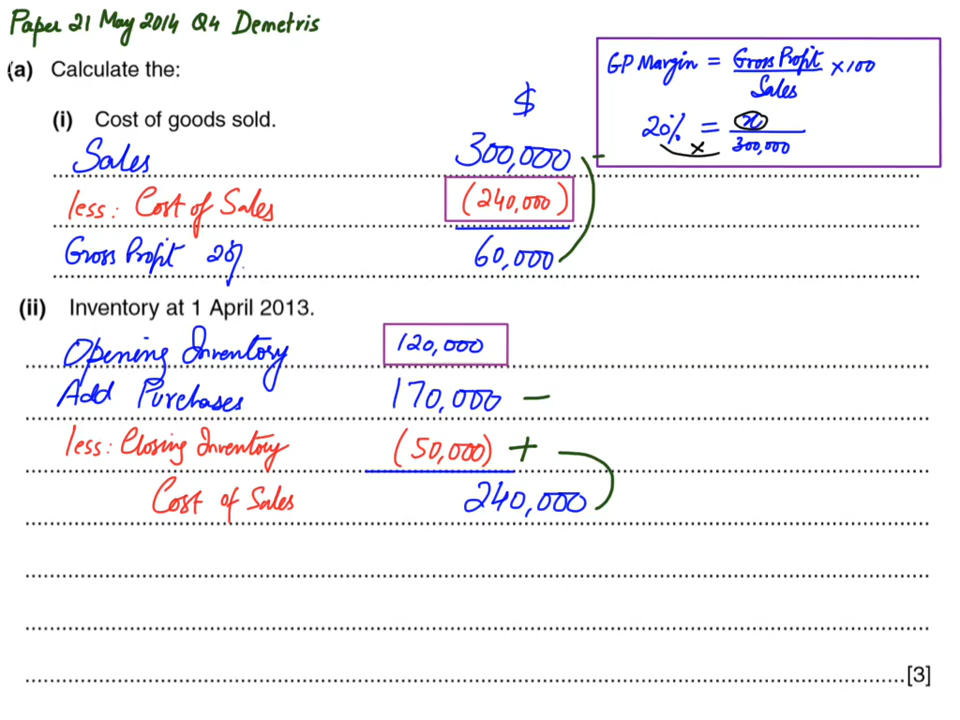 Paper 21 May 2014 Q4 Demetris
(a) Calculate the:
GP Margin = Gross Profit / Sales × 100
20% = x / 300,000
×
$
(i) Cost of goods sold.
Sales 300,000 -
less: Cost of Sales (240,000)
Gross Profit 20% 60,000
(ii) Inventory at 1 April 2013.
Opening Inventory 120,000
Add Purchases 170,000 -
less: Closing Inventory (50,000) +
Cost of Sales 240,000
[3]